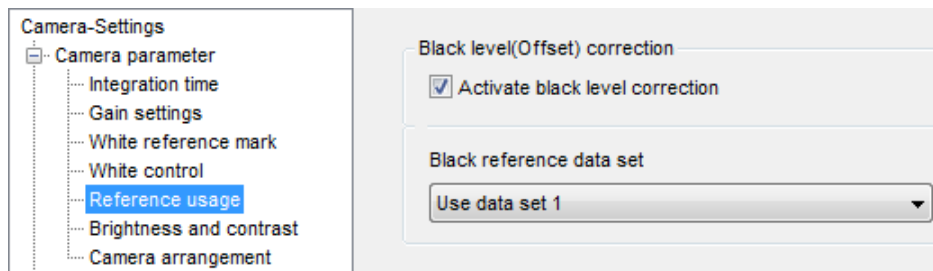 Camera-Settings
Camera parameter
Integration time
Gain settings
White reference mark
White control
Reference usage
Brightness and contrast
Camera arrangement
Black level(Offset) correction
Activate black level correction
Black reference data set
Use data set 1